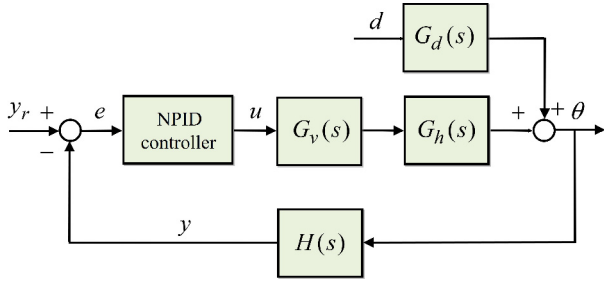 d
G_d(s)
y_r + e
NPID
controller
u
G_v(s)
G_h(s)
+ + θ
−
y
H(s)